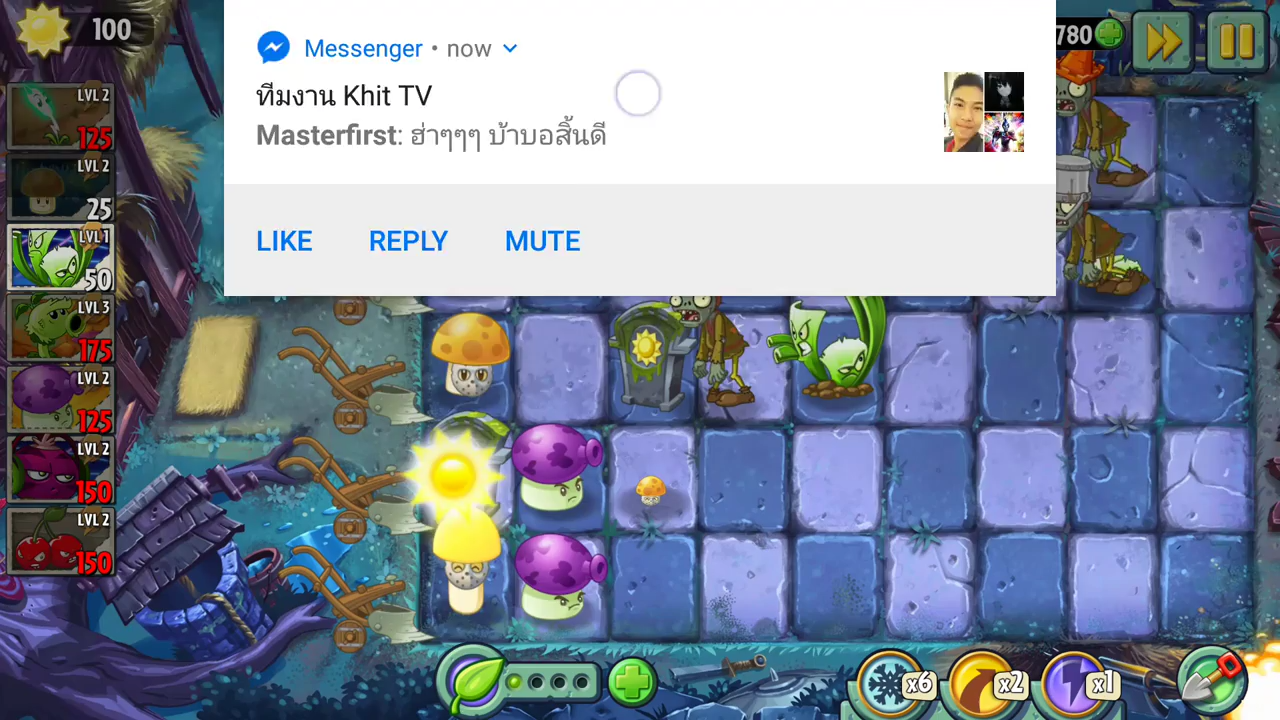 100
Messenger • now
780
ทีมงาน Khit TV
Masterfirst: ฮ่าๆๆๆ บ้าบอสิ้นดี
LIKE REPLY MUTE
LVL 2
125
LVL 2
25
LVL 1
50
LVL 3
175
LVL 2
125
LVL 2
150
LVL 2
150
x6
x2
x1